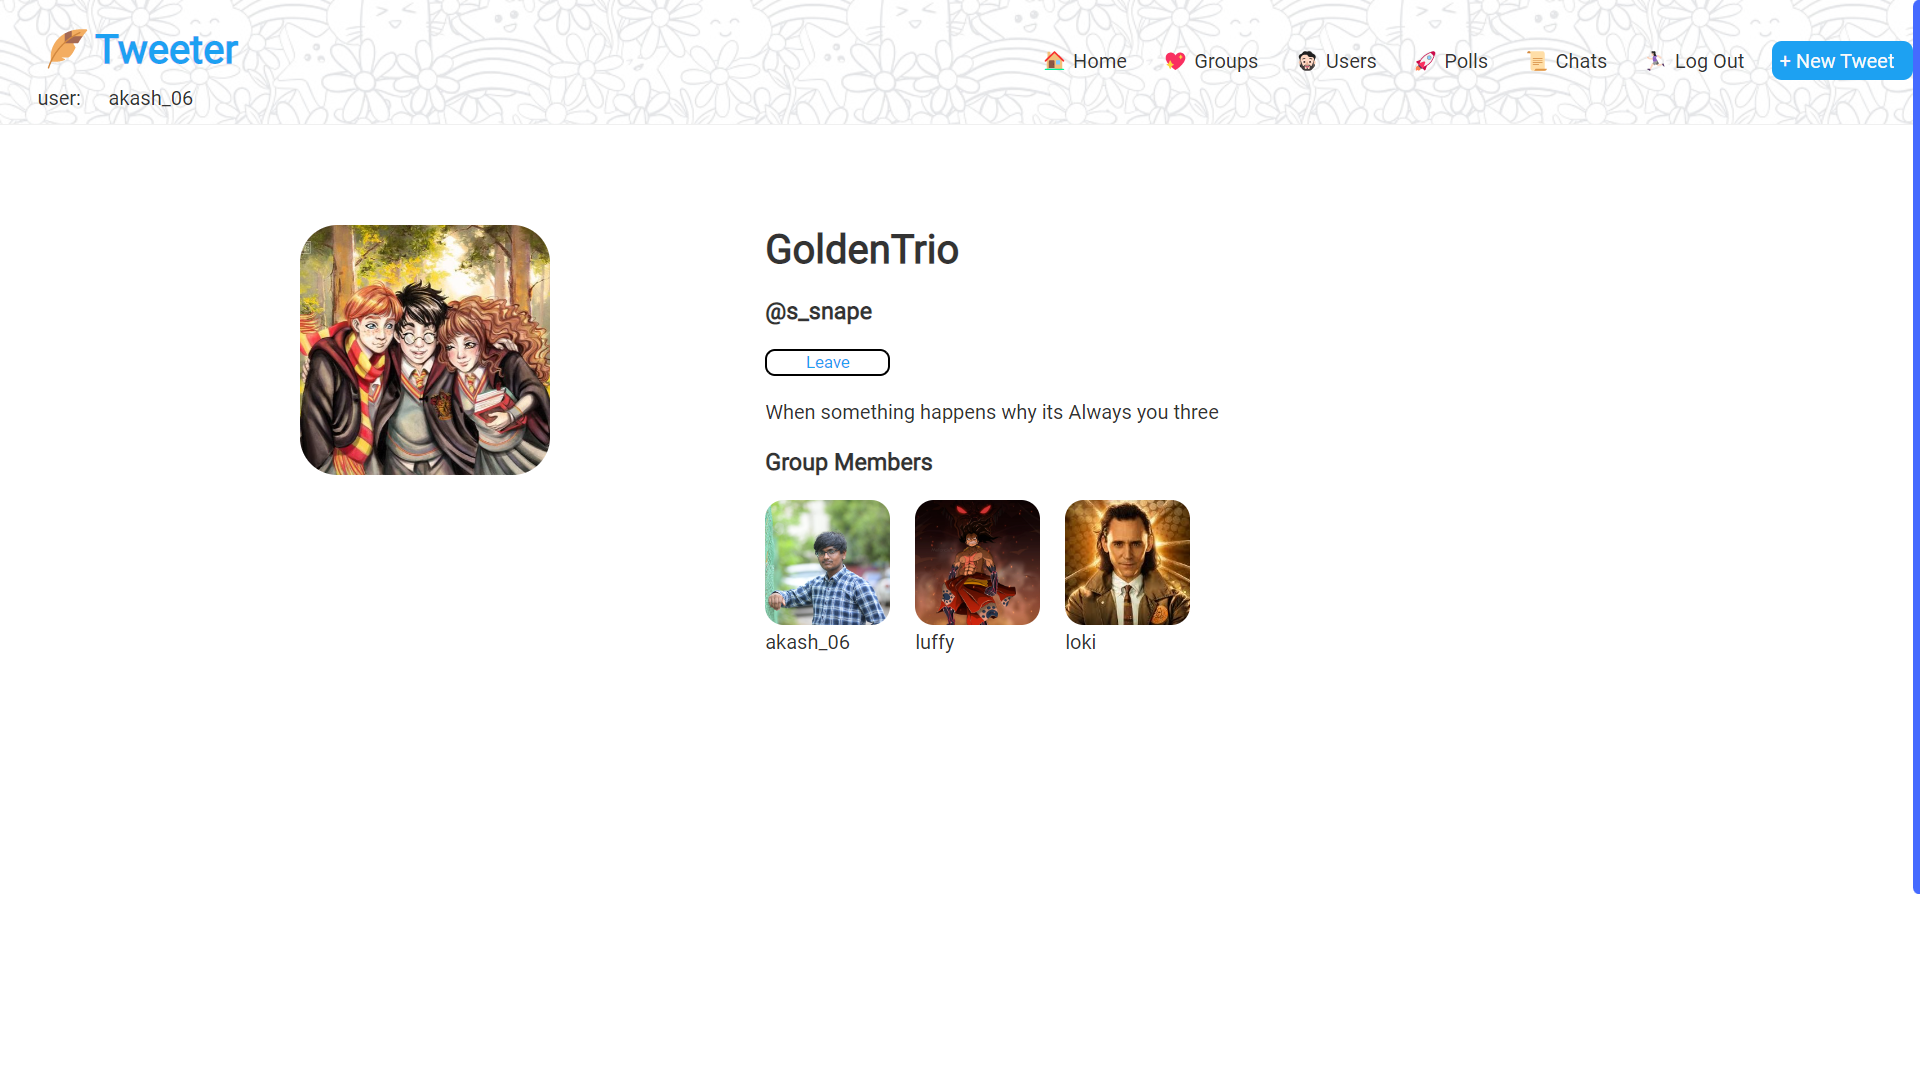 Tweeter
Home
Groups
Users
Polls
Chats
Log Out
+ New Tweet
user: akash_06
GoldenTrio
@s_snape
Leave
When something happens why its Always you three
Group Members
akash_06
luffy
loki